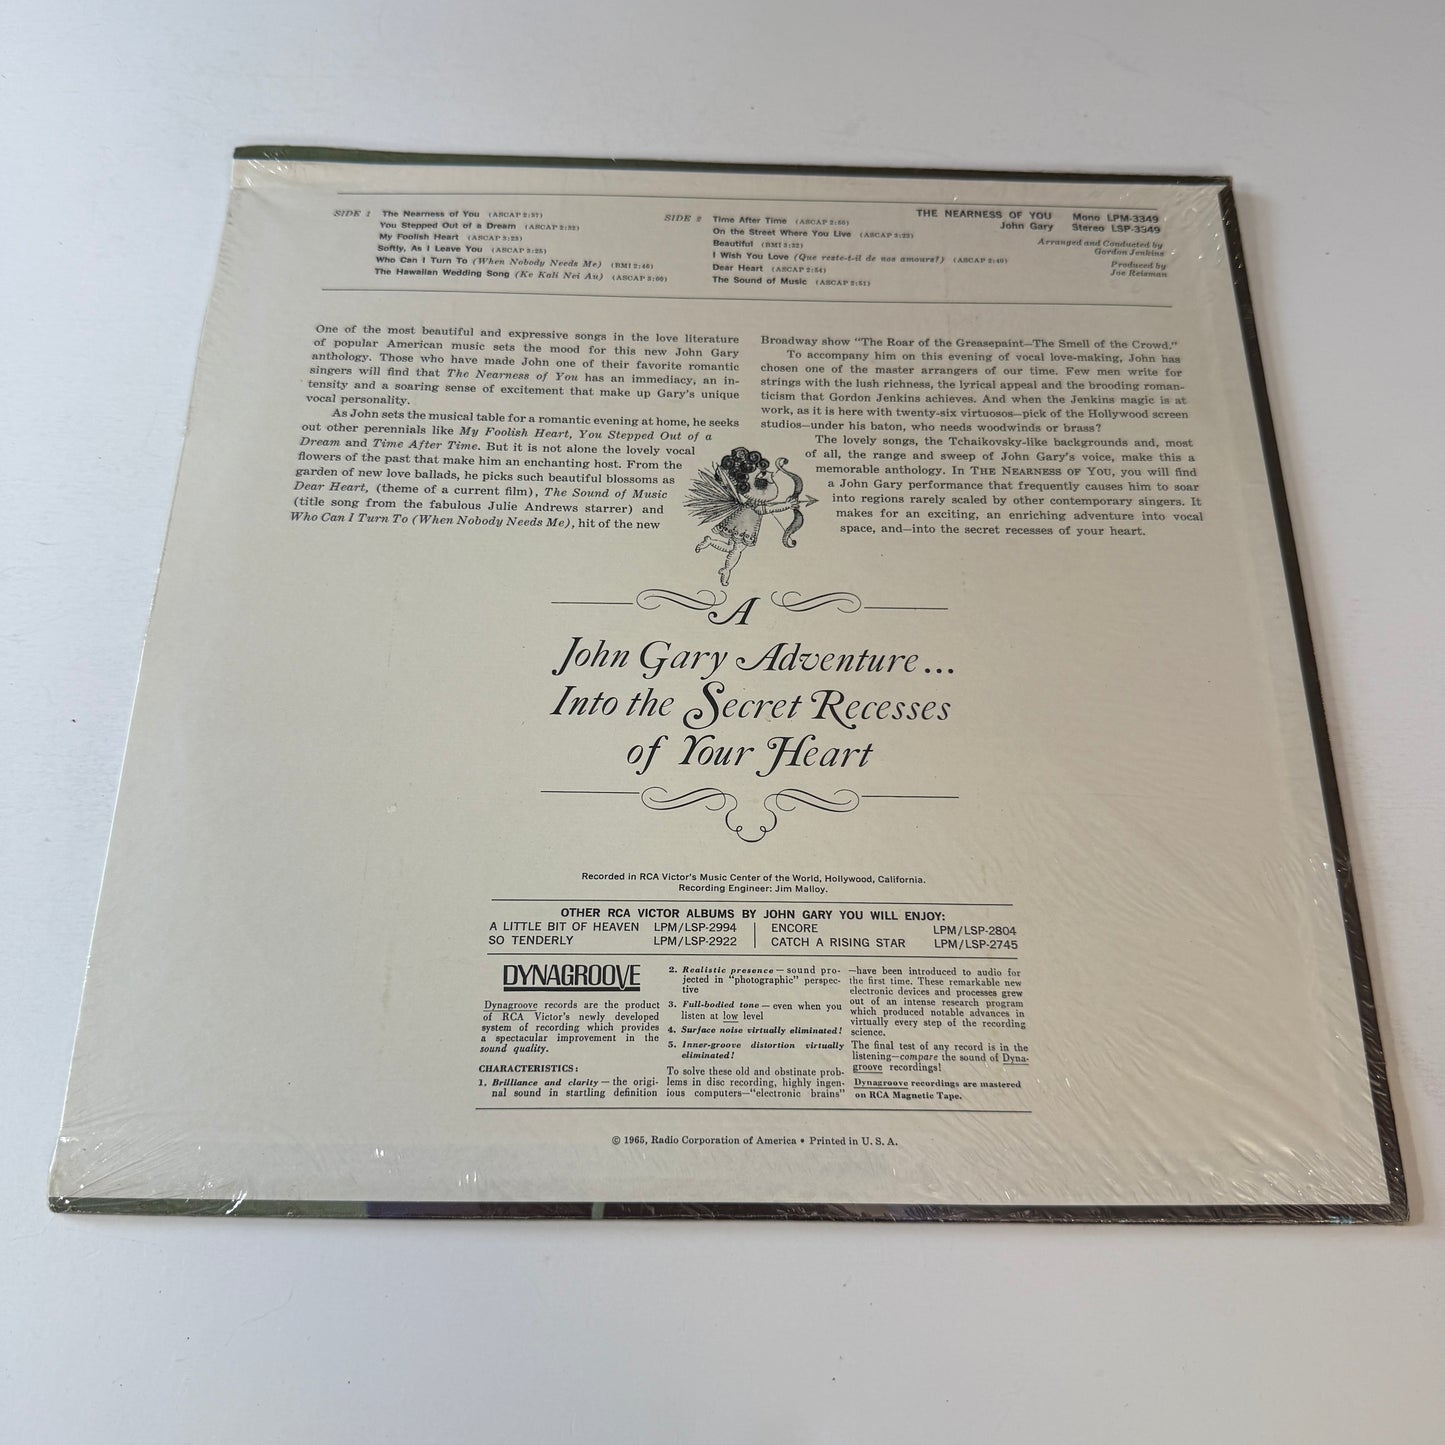 SIDE 1
The Nearness of You (ASCAP 2:37)
You Stepped Out of a Dream (ASCAP 2:32)
My Foolish Heart (ASCAP 3:23)
Softly, As I Leave You (ASCAP 3:25)
Who Can I Turn To (When Nobody Needs Me) (BMI 2:46)
The Hawaiian Wedding Song (Ke Kali Nei Au) (ASCAP 3:00)
SIDE 2
Time After Time (ASCAP 2:50)
On the Street Where You Live (ASCAP 3:23)
Beautiful (BMI 3:32)
I Wish You Love (Que reste-t-il de nos amours?) (ASCAP 2:40)
Dear Heart (ASCAP 2:54)
The Sound of Music (ASCAP 2:51)
THE NEARNESS OF YOU Mono LPM-3349
John Gary Stereo LSP-3349
Arranged and Conducted by
Gordon Jenkins
Produced by
Joe Reisman
One of the most beautiful and expressive songs in the love literature
of popular American music sets the mood for this new John Gary
anthology. Those who have made John one of their favorite romantic
singers will find that The Nearness of You has an immediacy, an in-
tensity and a soaring sense of excitement that make up Gary's unique
vocal personality.
As John sets the musical table for a romantic evening at home, he seeks
out other perennials like My Foolish Heart, You Stepped Out of a
Dream and Time After Time. But it is not alone the lovely vocal
flowers of the past that make him an enchanting host. From the
garden of new love ballads, he picks such beautiful blossoms as
Dear Heart, (theme of a current film), The Sound of Music
(title song from the fabulous Julie Andrews starrer) and
Who Can I Turn To (When Nobody Needs Me), hit of the new
Broadway show "The Roar of the Greasepaint—The Smell of the Crowd."
To accompany him on this evening of vocal love-making, John has
chosen one of the master arrangers of our time. Few men write for
strings with the lush richness, the lyrical appeal and the brooding roman-
ticism that Gordon Jenkins achieves. And when the Jenkins magic is at
work, as it is here with twenty-six virtuosos—pick of the Hollywood screen
studios—under his baton, who needs woodwinds or brass?
The lovely songs, the Tchaikovsky-like backgrounds and, most
of all, the range and sweep of John Gary's voice, make this a
memorable anthology. In THE NEARNESS OF YOU, you will find
a John Gary performance that frequently causes him to soar
into regions rarely scaled by other contemporary singers. It
makes for an exciting, an enriching adventure into vocal
space, and—into the secret recesses of your heart.
A
John Gary Adventure...
Into the Secret Recesses
of Your Heart
Recorded in RCA Victor's Music Center of the World, Hollywood, California.
Recording Engineer: Jim Malloy.
OTHER RCA VICTOR ALBUMS BY JOHN GARY YOU WILL ENJOY:
A LITTLE BIT OF HEAVEN LPM/LSP-2994
SO TENDERLY LPM/LSP-2922
ENCORE LPM/LSP-2804
CATCH A RISING STAR LPM/LSP-2745
DYNAGROOVE
Dynagroove records are the product
of RCA Victor's newly developed
system of recording which provides
a spectacular improvement in the
sound quality.
CHARACTERISTICS:
1. Brilliance and clarity — the origi-
nal sound in startling definition
2. Realistic presence — sound pro-
jected in "photographic" perspec-
tive
3. Full-bodied tone — even when you
listen at low level
4. Surface noise virtually eliminated!
5. Inner-groove distortion virtually
eliminated!
To solve these old and obstinate prob-
lems in disc recording, highly ingen-
ious computers—"electronic brains"
—have been introduced to audio for
the first time. These remarkable new
electronic devices and processes grew
out of an intense research program
which produced notable advances in
virtually every step of the recording
science.
The final test of any record is in the
listening—compare the sound of Dyna-
groove recordings!
Dynagroove recordings are mastered
on RCA Magnetic Tape.
© 1965, Radio Corporation of America • Printed in U. S. A.